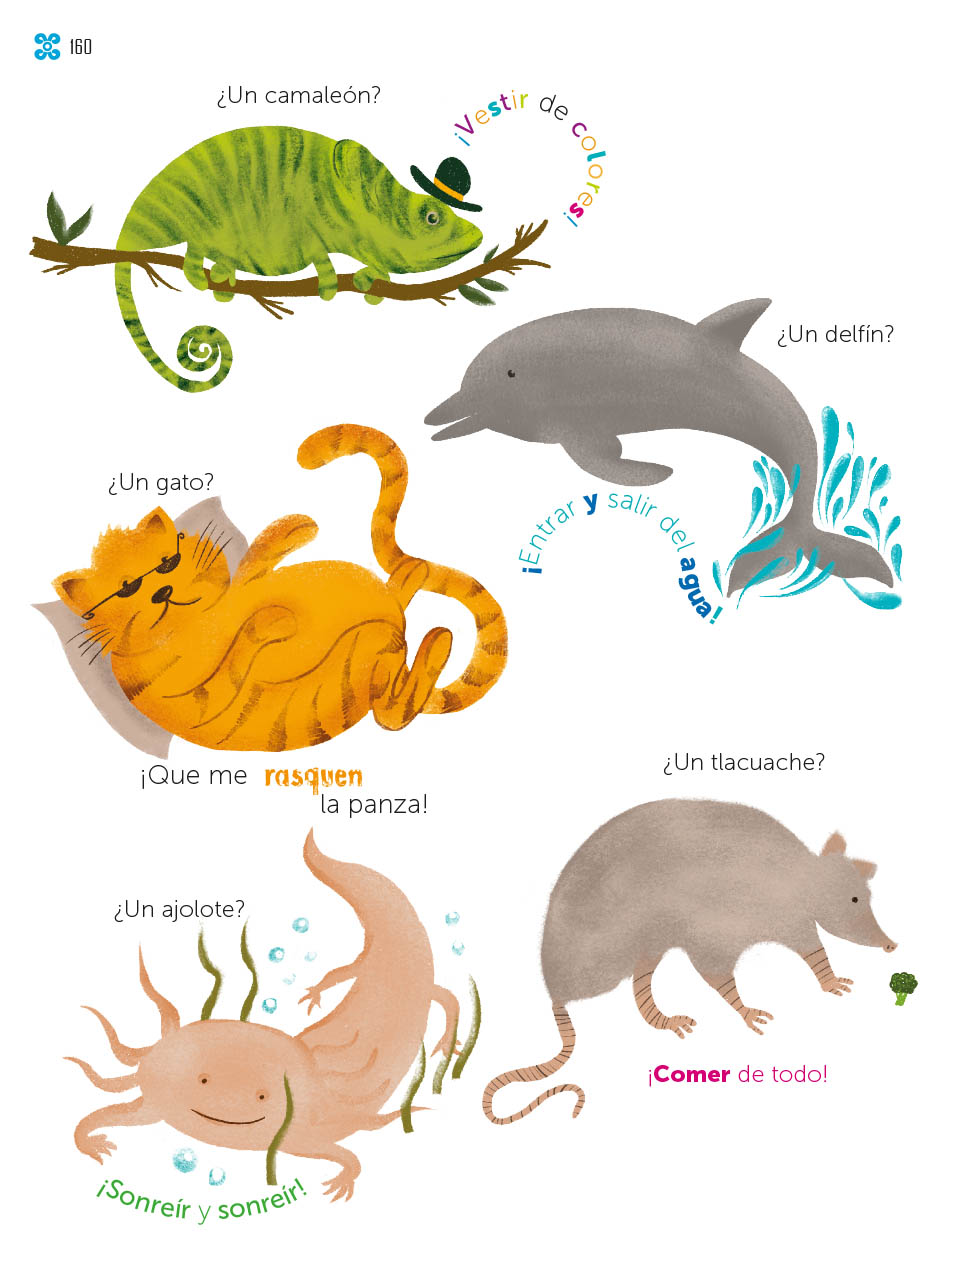 160
¿Un camaleón?
¡Vestir de colores!
¿Un delfín?
¡Entrar y salir del agua!
¿Un gato?
¡Que me rasquen
la panza!
¿Un tlacuache?
¡Comer de todo!
¿Un ajolote?
¡Sonreír y sonreír!